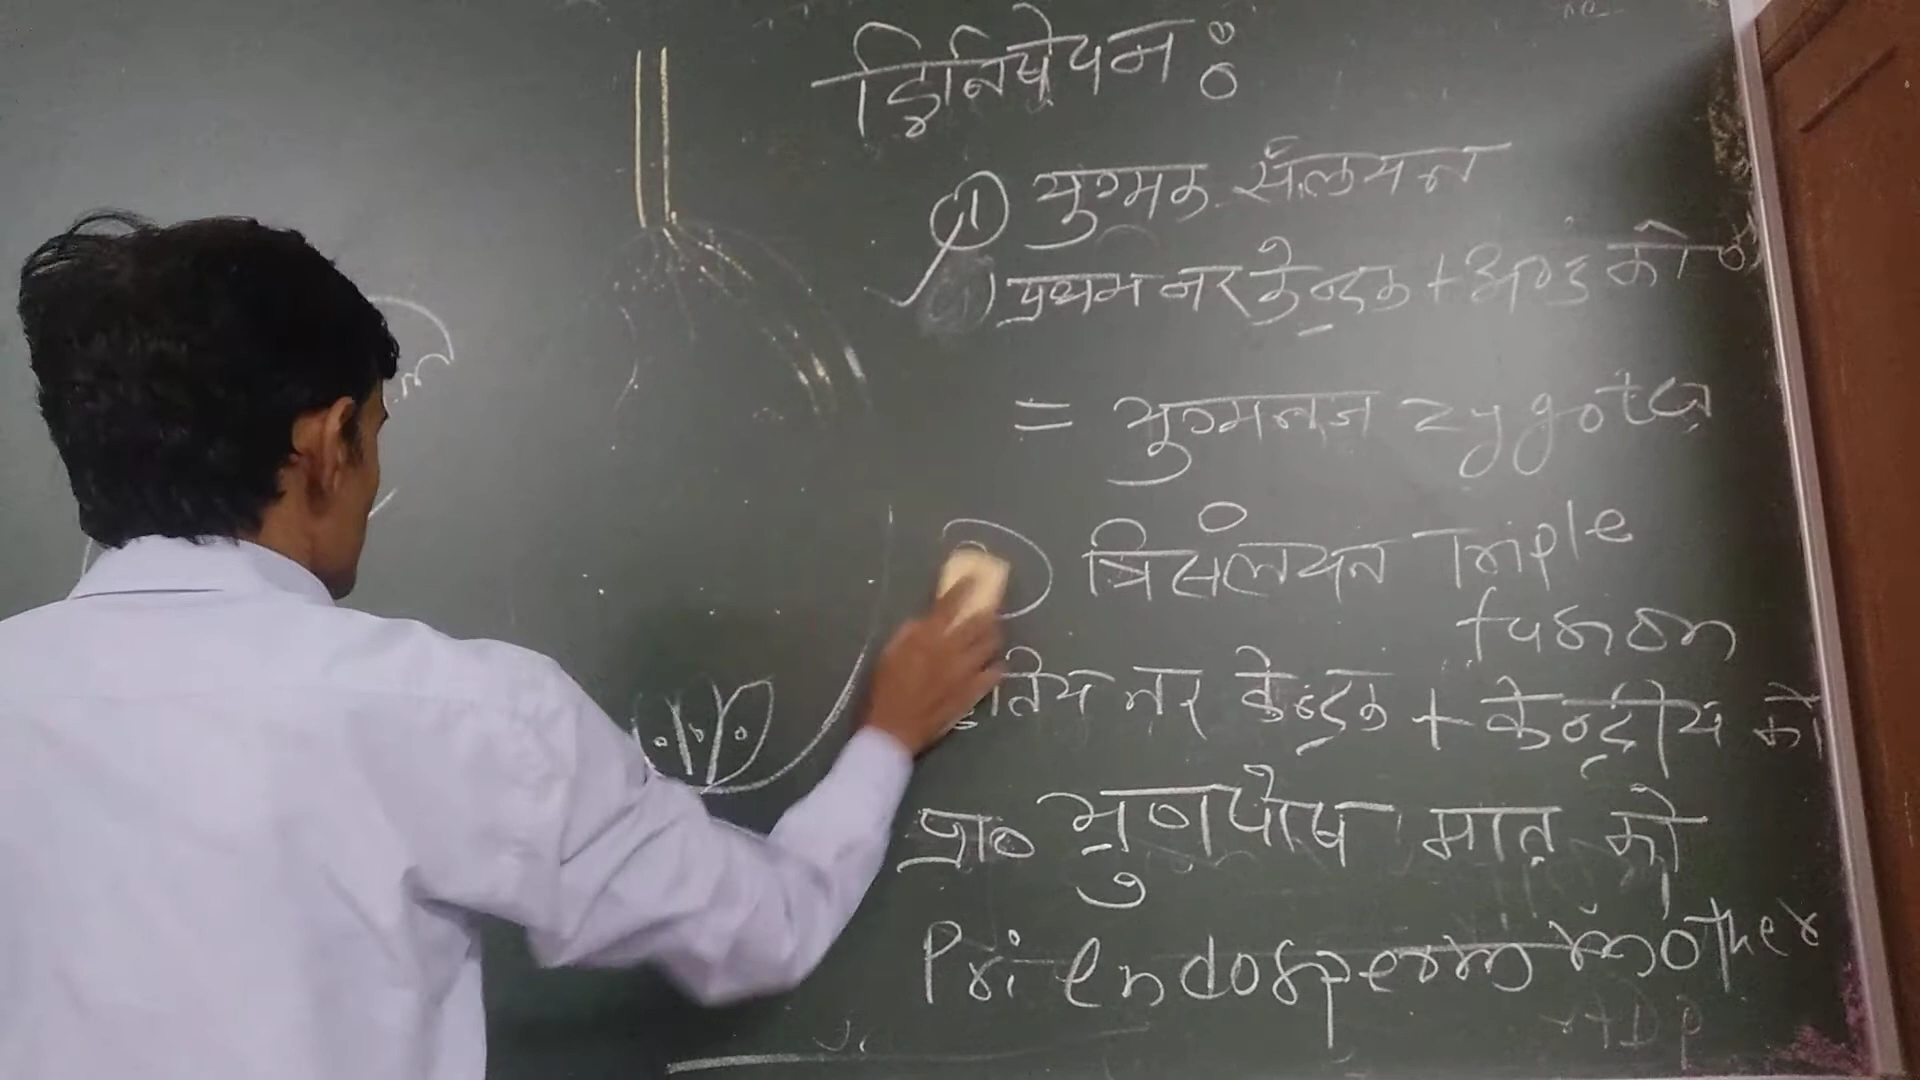 द्विनिषेचन :
① युग्मक संलयन
प्रथम नर केन्द्रक + अण्ड को
= युग्मनज zygote
त्रिसंलयन Triple
fusion
तिय नर केन्द्रक + केन्द्रीय को
प्रा० भ्रुणपोष मातृ को
Pri endosperm mother